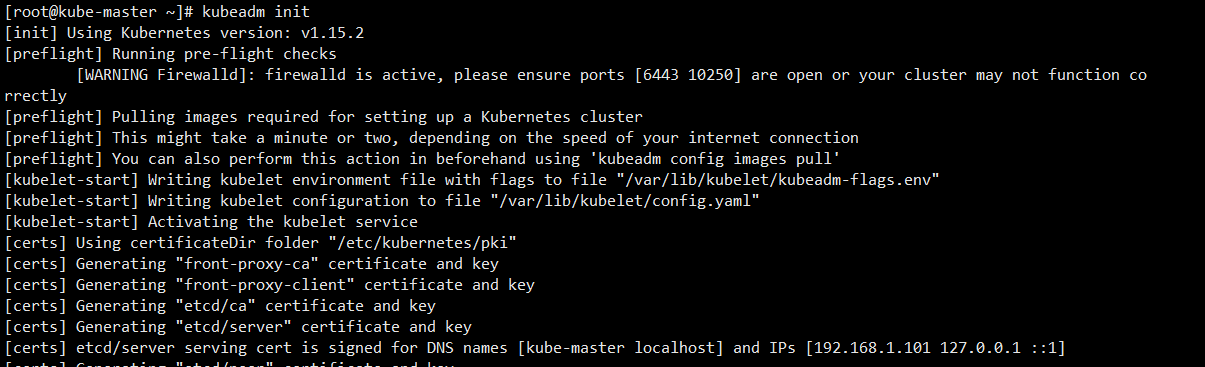 [root@kube-master ~]# kubeadm init
[init] Using Kubernetes version: v1.15.2
[preflight] Running pre-flight checks
        [WARNING Firewalld]: firewalld is active, please ensure ports [6443 10250] are open or your cluster may not function co
rrectly
[preflight] Pulling images required for setting up a Kubernetes cluster
[preflight] This might take a minute or two, depending on the speed of your internet connection
[preflight] You can also perform this action in beforehand using 'kubeadm config images pull'
[kubelet-start] Writing kubelet environment file with flags to file "/var/lib/kubelet/kubeadm-flags.env"
[kubelet-start] Writing kubelet configuration to file "/var/lib/kubelet/config.yaml"
[kubelet-start] Activating the kubelet service
[certs] Using certificateDir folder "/etc/kubernetes/pki"
[certs] Generating "front-proxy-ca" certificate and key
[certs] Generating "front-proxy-client" certificate and key
[certs] Generating "etcd/ca" certificate and key
[certs] Generating "etcd/server" certificate and key
[certs] etcd/server serving cert is signed for DNS names [kube-master localhost] and IPs [192.168.1.101 127.0.0.1 ::1]